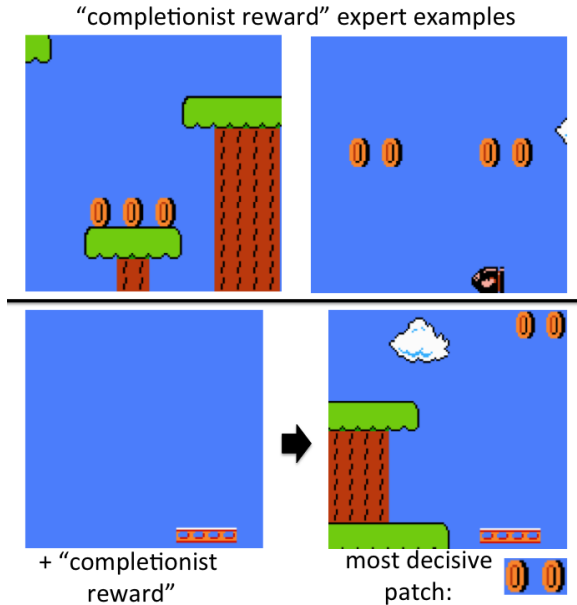 “completionist reward” expert examples
+ “completionist
reward”
most decisive
patch: